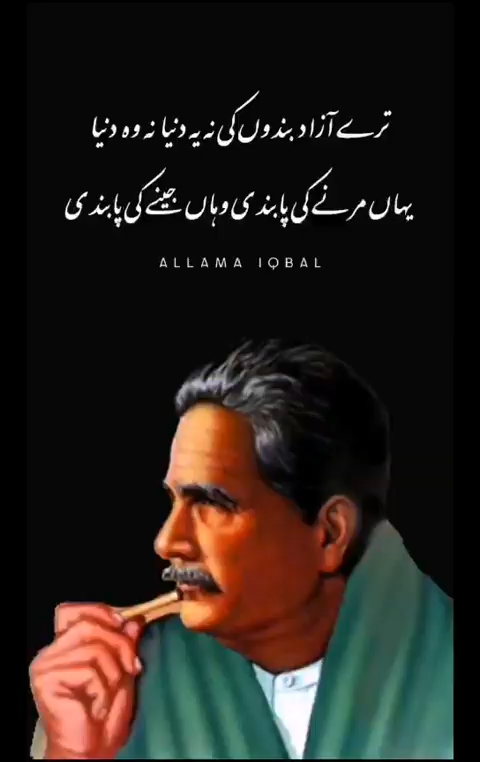 ترے آزاد بندوں کی نہ یہ دنیا نہ وہ دنیا
یہاں مرنے کی پابندی وہاں جینے کی پابندی
ALLAMA IQBAL